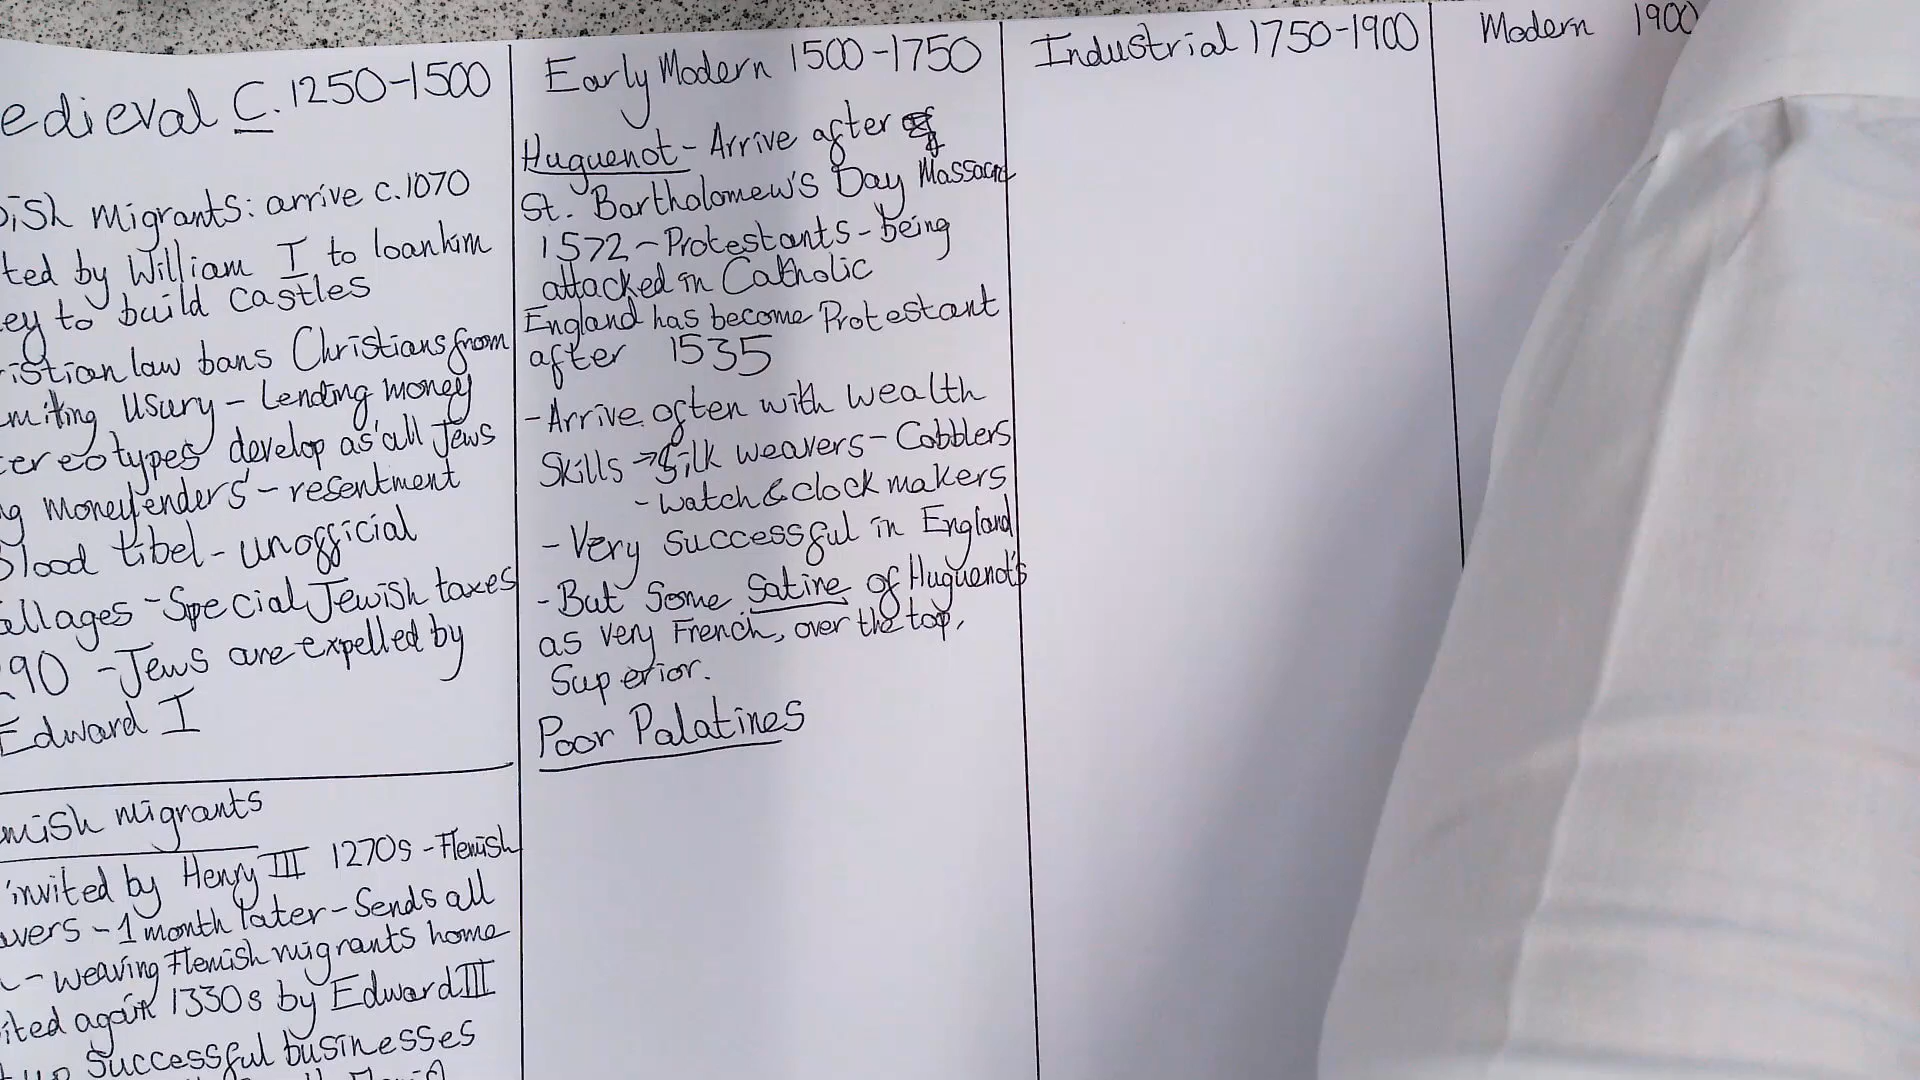 edieval C. 1250-1500
ish migrants: arrive c.1070
ted by William I to loan him
ey to build castles
ristian law bans Christians from
mitting Usury - Lending money
ereotypes develop as 'all Jews
g moneylenders' - resentment
lood libel - unofficial
allages - Special Jewish taxes
290 - Jews are expelled by
Edward I
mish migrants
invited by Henry III 1270s - Flemish
avers - 1 month later - Sends all
- weaving Flemish migrants home
ited again 1330s by Edward III
t up Successful businesses
Early Modern 1500-1750
Huguenot - Arrive after
St. Bartholomew's Day Massacre
1572 - Protestants - being
attacked in Catholic
England has become Protestant
after 1535
- Arrive often with wealth
Skills → Silk weavers - Cobblers
- watch & clock makers
- Very successful in England
- But Some Satire of Huguenot's
as very French, over the top,
Superior.
Poor Palatines
Industrial 1750-1900
Modern 1900